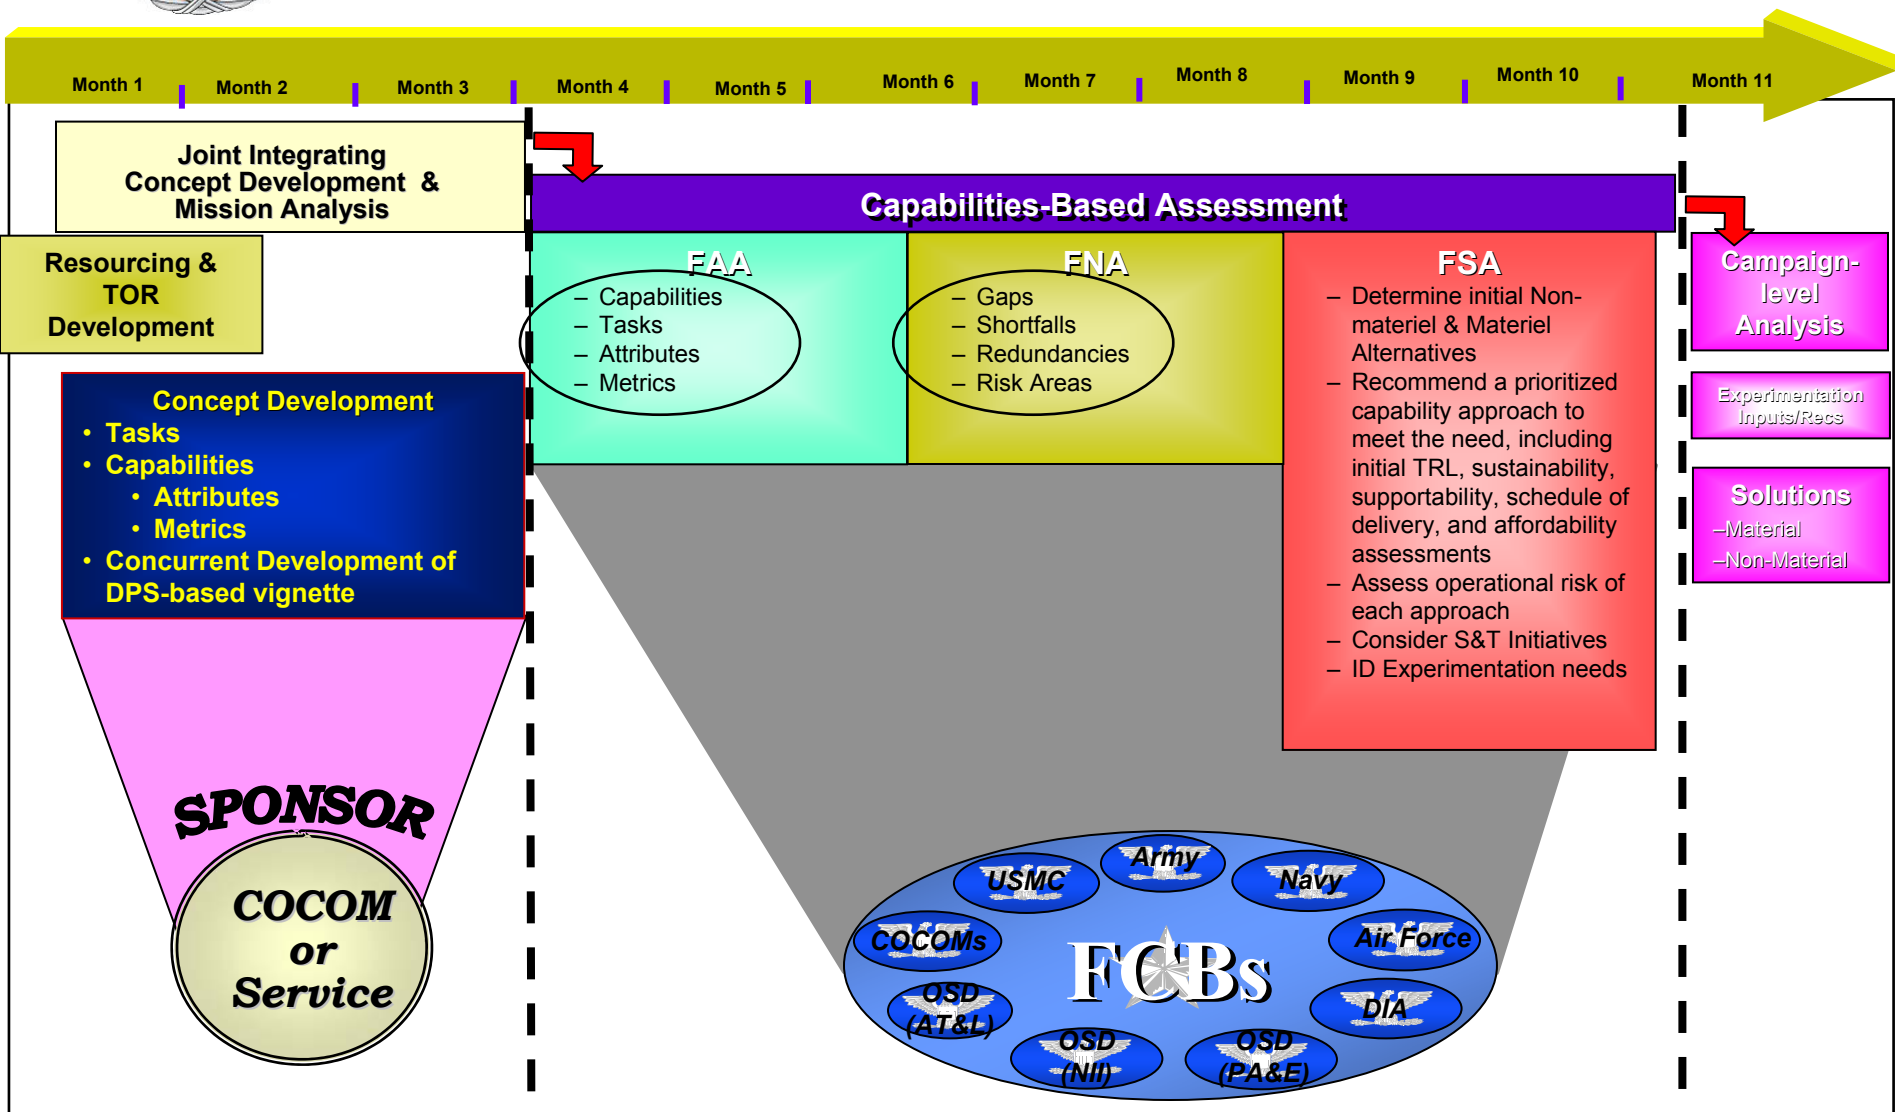 Month 1
Month 2
Month 3
Month 4
Month 5
Month 6
Month 7
Month 8
Month 9
Month 10
Month 11
Joint Integrating
Concept Development &
Mission Analysis
Capabilities-Based Assessment
Resourcing &
TOR
Development
Concept Development
• Tasks
• Capabilities
• Attributes
• Metrics
• Concurrent Development of
DPS-based vignette
FAA
– Capabilities
– Tasks
– Attributes
– Metrics
FNA
– Gaps
– Shortfalls
– Redundancies
– Risk Areas
FSA
– Determine initial Non-
materiel & Materiel
Alternatives
– Recommend a prioritized
capability approach to
meet the need, including
initial TRL, sustainability,
supportability, schedule of
delivery, and affordability
assessments
– Assess operational risk of
each approach
– Consider S&T Initiatives
– ID Experimentation needs
Campaign-
level
Analysis
Experimentation
Inputs/Recs
Solutions
–Material
–Non-Material
SPONSOR
COCOM
or
Service
FCBs
Army
USMC
Navy
COCOMs
Air Force
OSD
(AT&L)
DIA
OSD
(NII)
OSD
(PA&E)